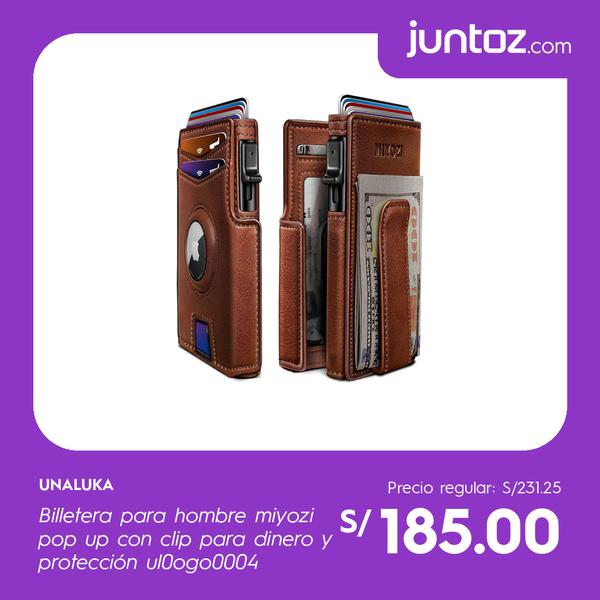 juntoz.com
MIYOZI
UNALUKA
Billetera para hombre miyozi
pop up con clip para dinero y
protección ul0ogo0004
Precio regular: S/231.25
S/185.00